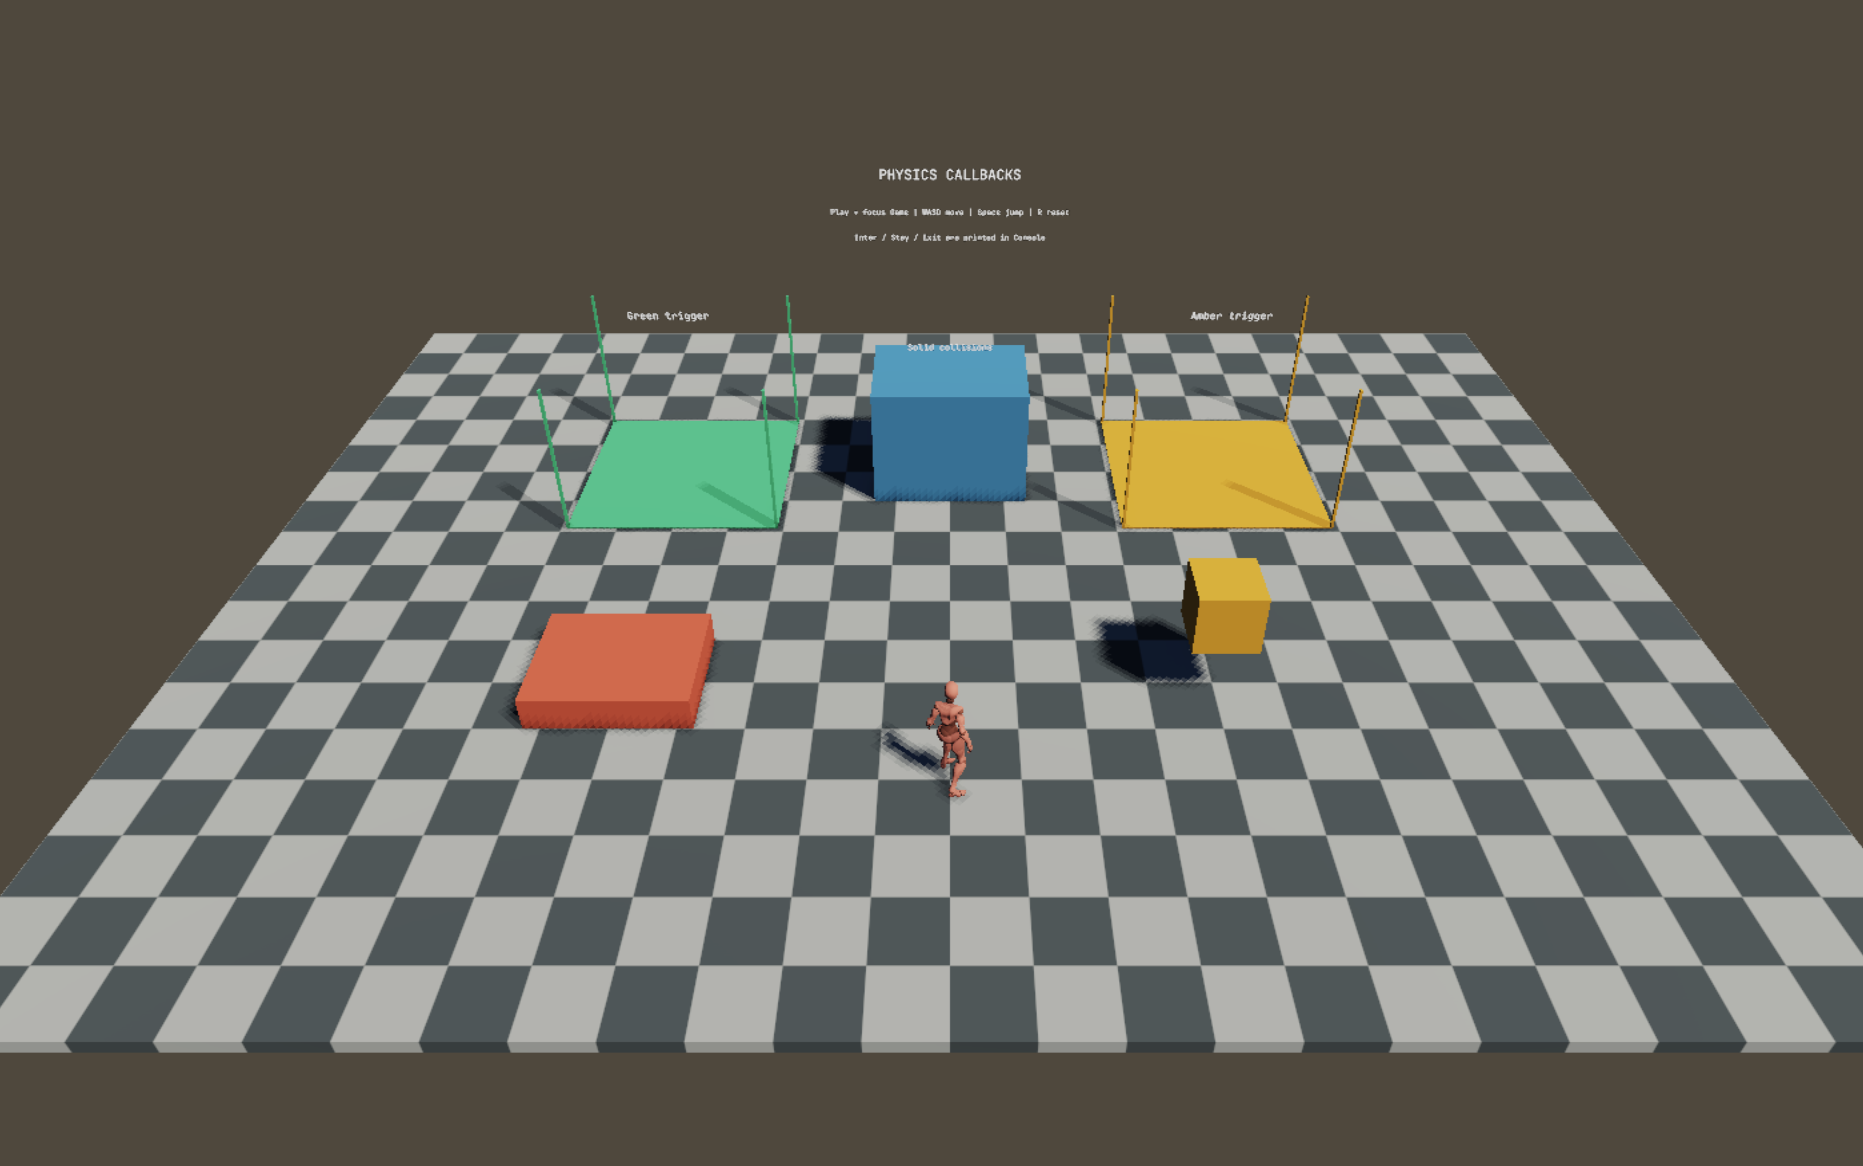 PHYSICS CALLBACKS
Play + focus Game | WASD move | Space jump | R reset
Enter / Stay / Exit are printed in Console
Green trigger
Amber trigger
Solid collisions